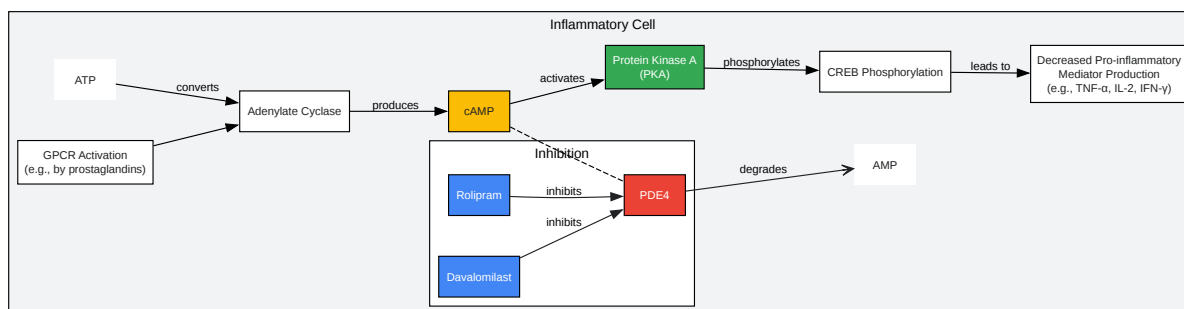 Inflammatory Cell
ATP
converts
GPCR Activation
(e.g., by prostaglandins)
Adenylate Cyclase
produces
cAMP
activates
Protein Kinase A
(PKA)
phosphorylates
CREB Phosphorylation
leads to
Decreased Pro-inflammatory
Mediator Production
(e.g., TNF-α, IL-2, IFN-γ)
Inhibition
Rolipram
inhibits
Davalomilast
inhibits
PDE4
degrades
AMP